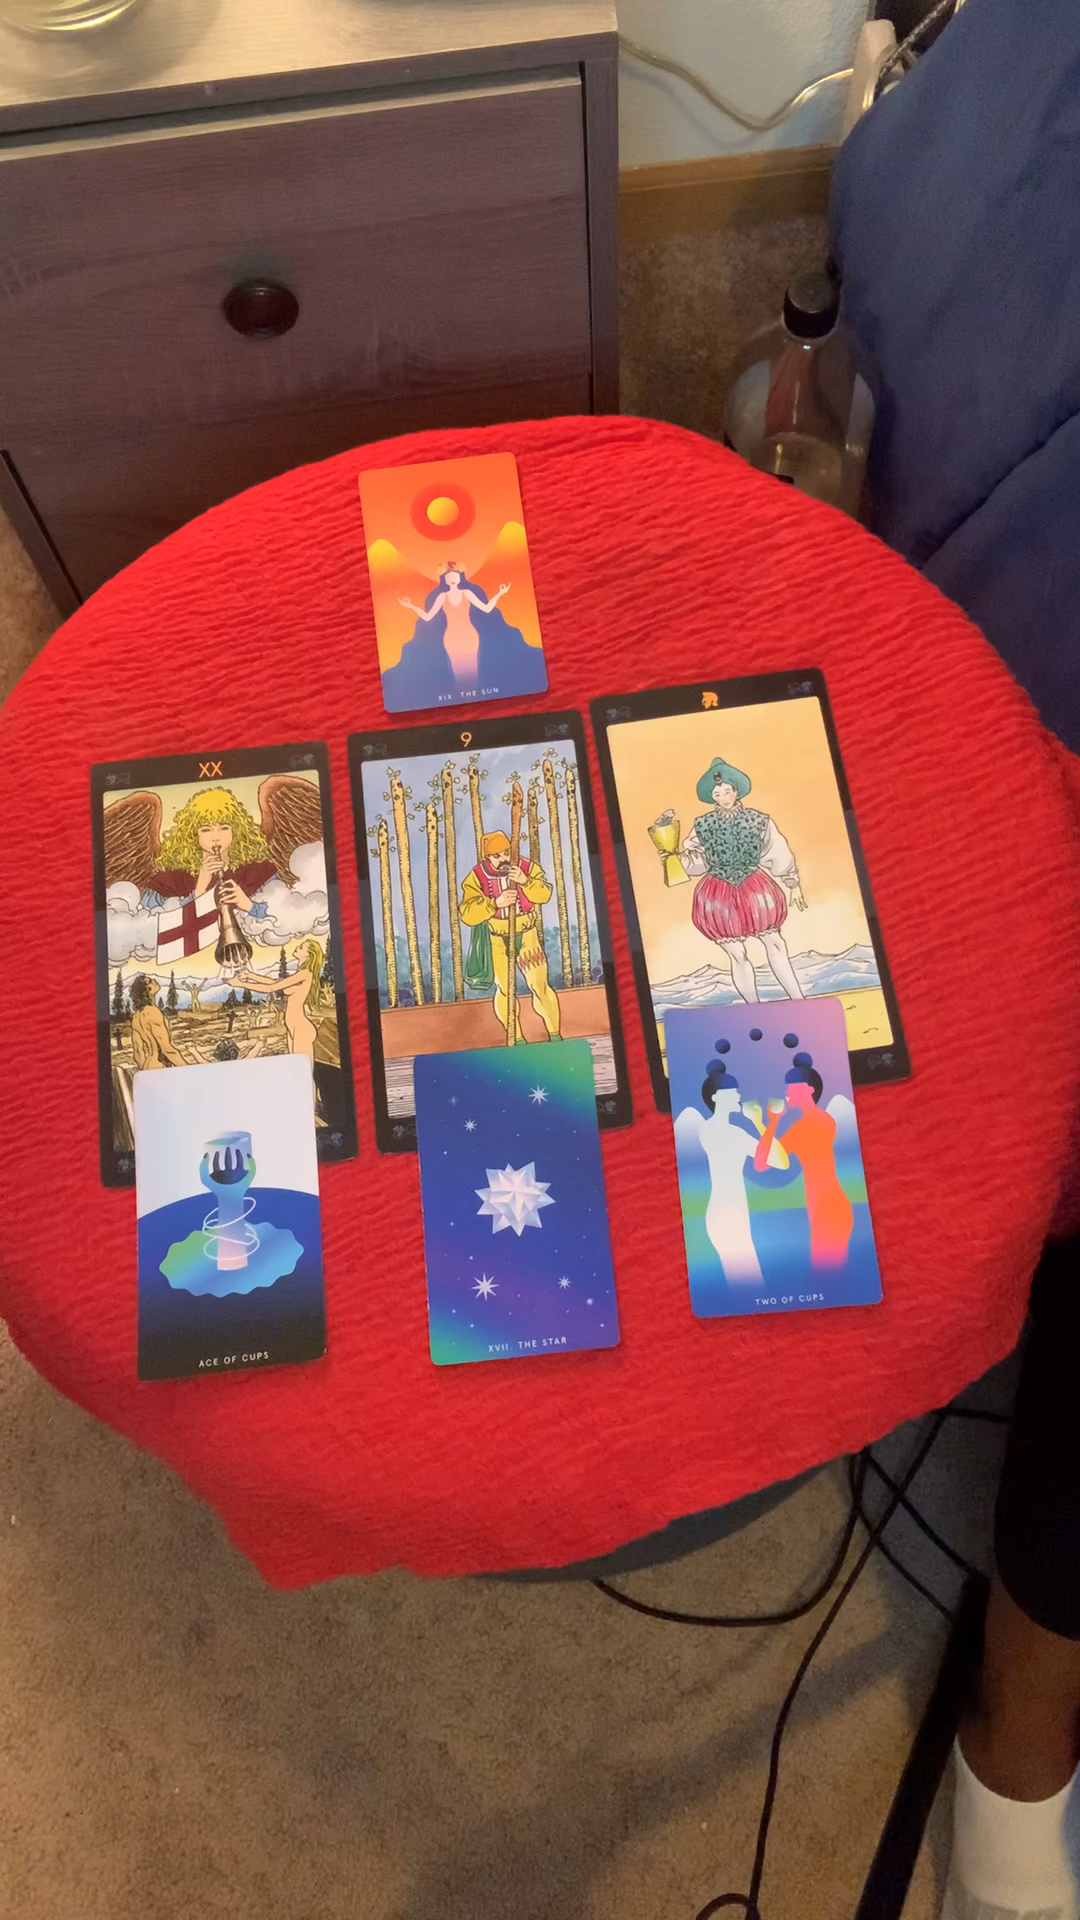 XIX. THE SUN
XX
9
ACE OF CUPS
XVII. THE STAR
TWO OF CUPS